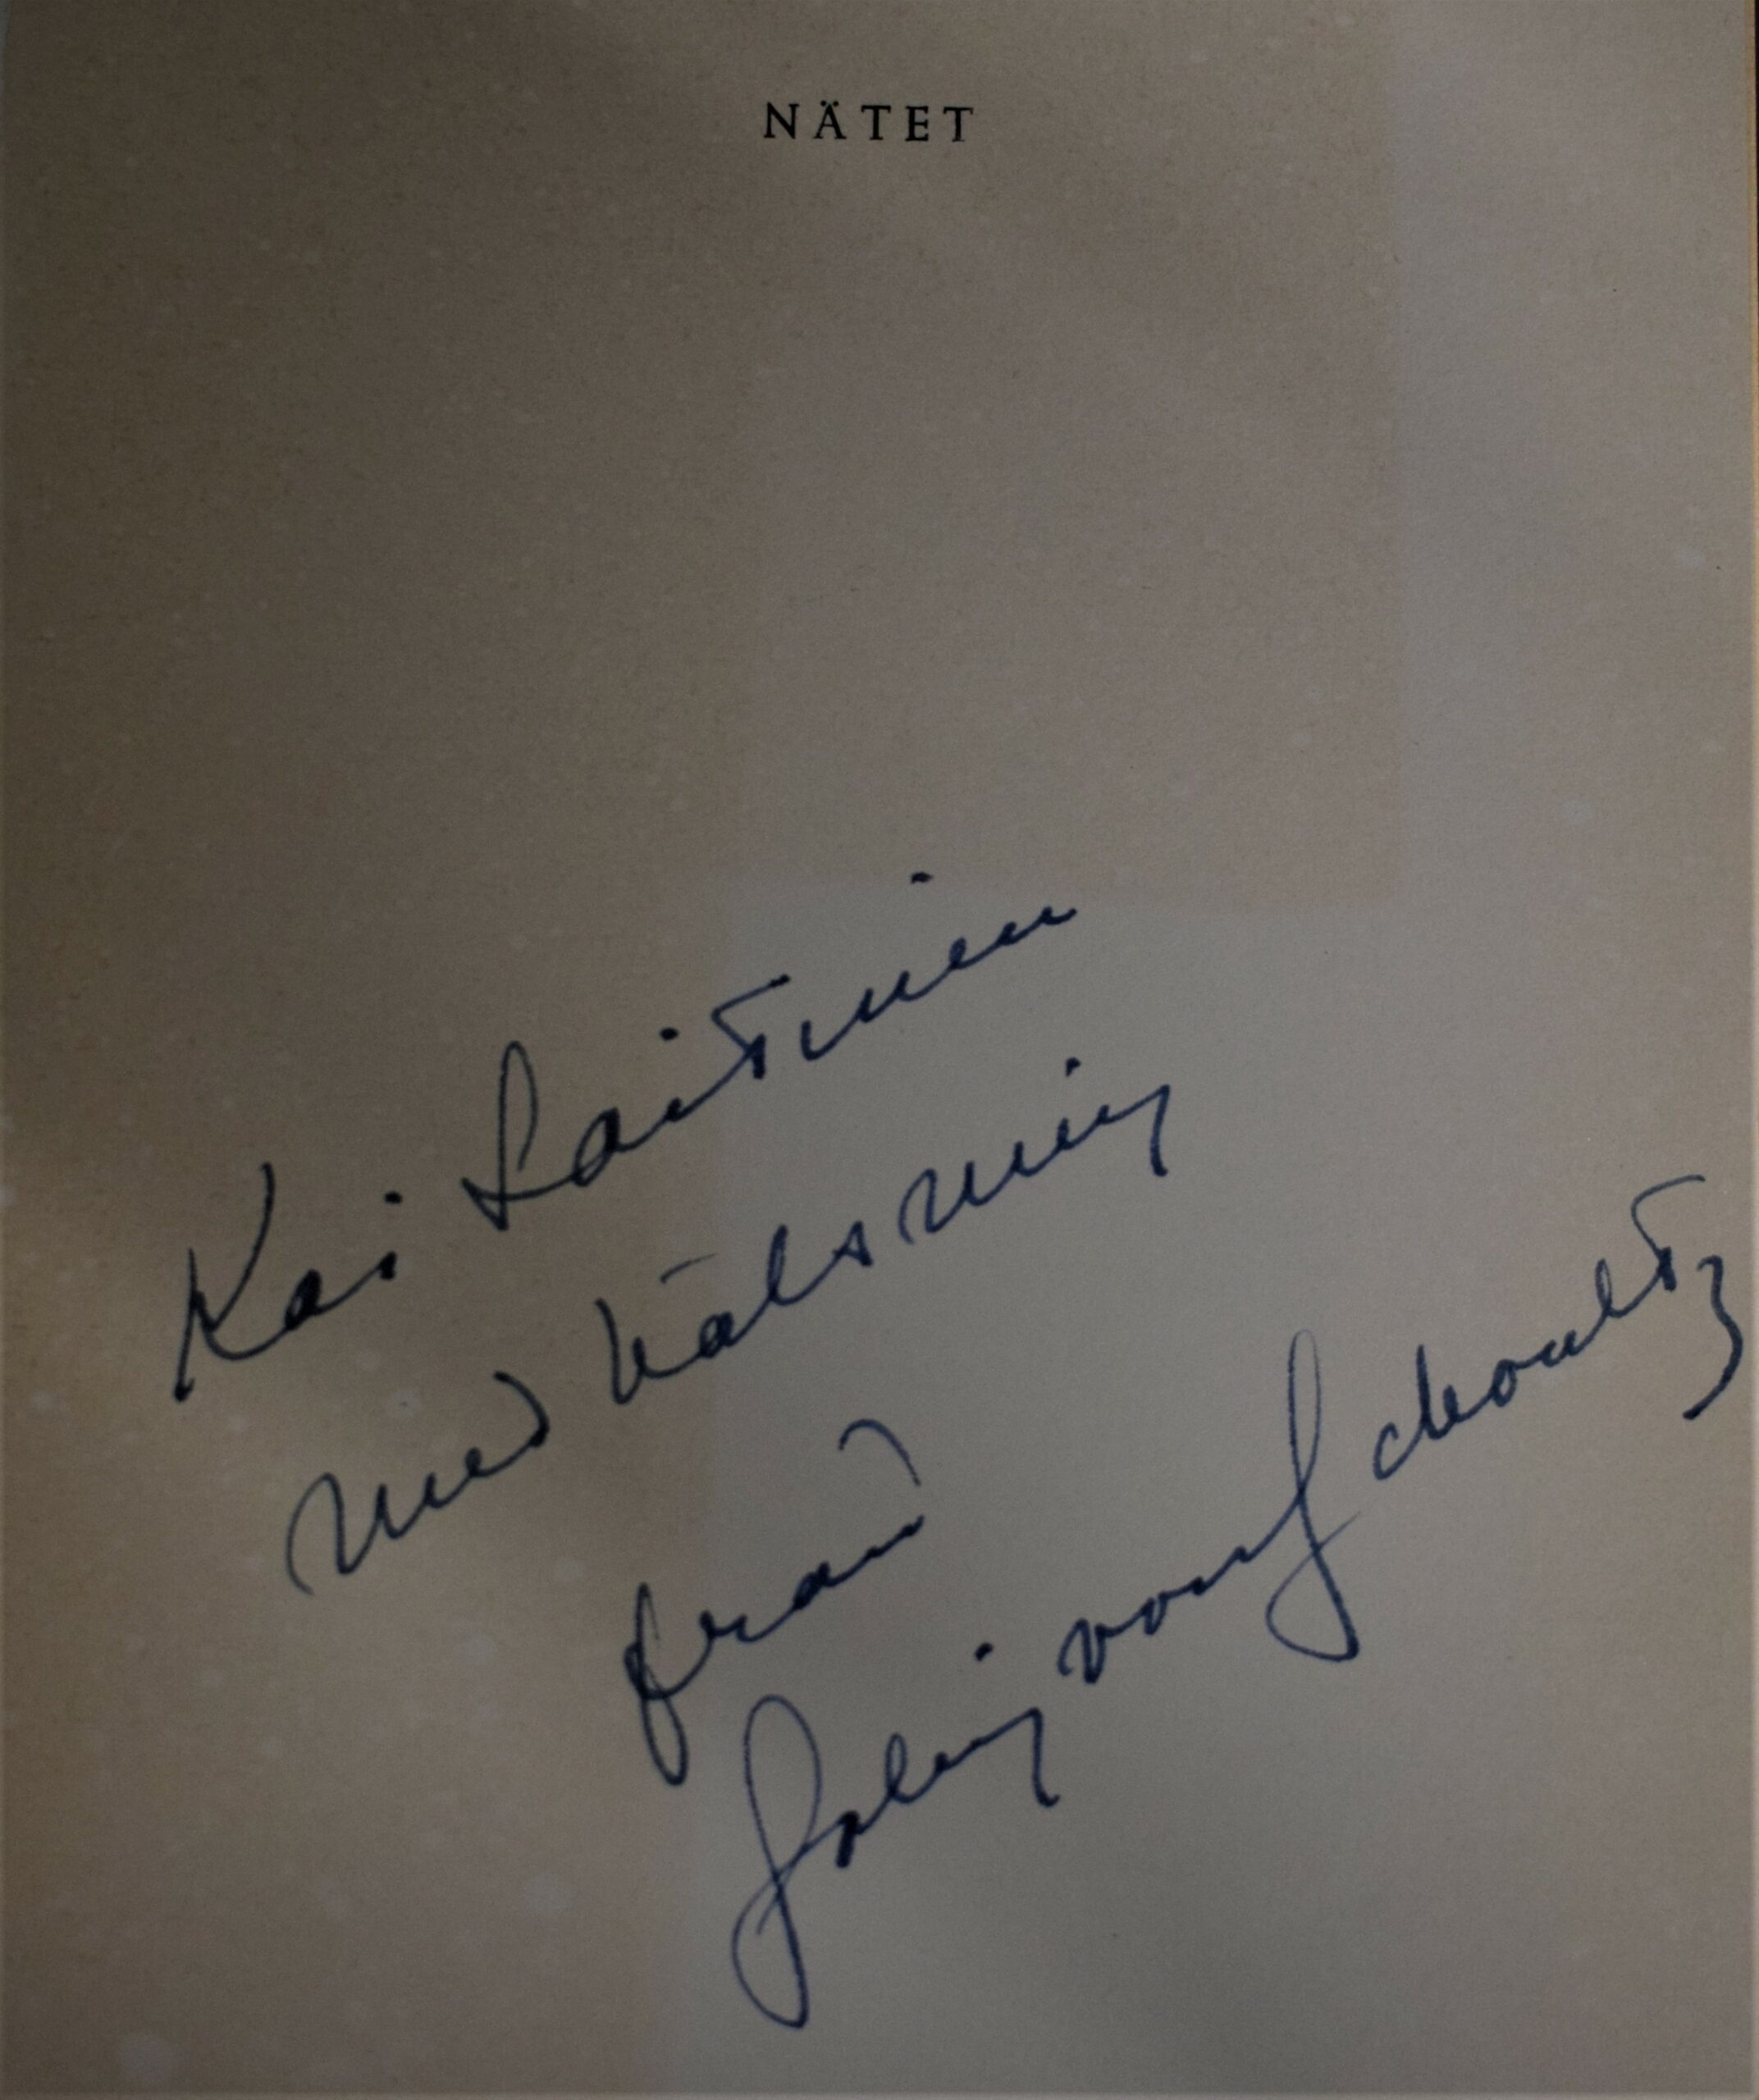 NÄTET
Kai Laitinen
med hälsning
från
Solveig von Schoultz